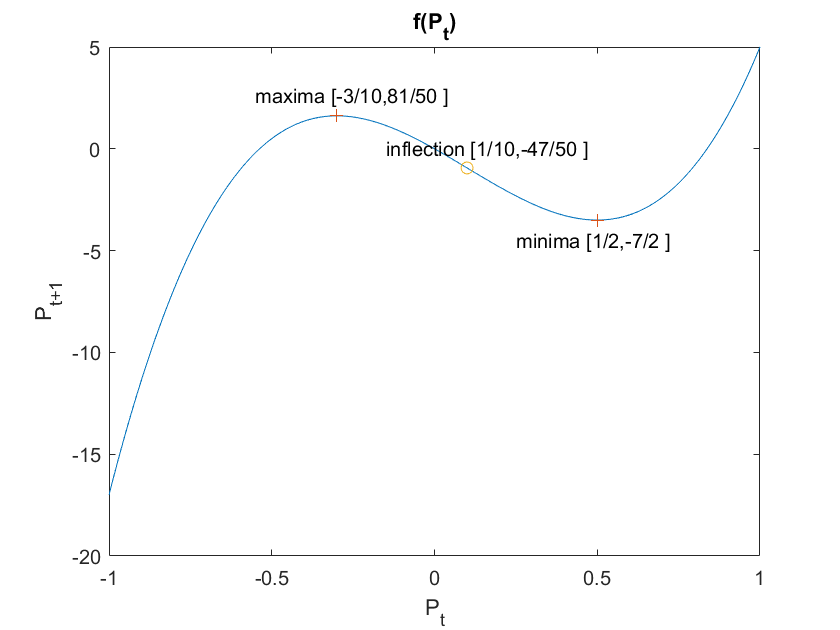 f(P_t)
5
maxima [-3/10,81/50 ]
0
inflection [1/10,-47/50 ]
-5
minima [1/2,-7/2 ]
P_{t+1}
-10
-15
-20
-1
-0.5
0
0.5
1
P_t